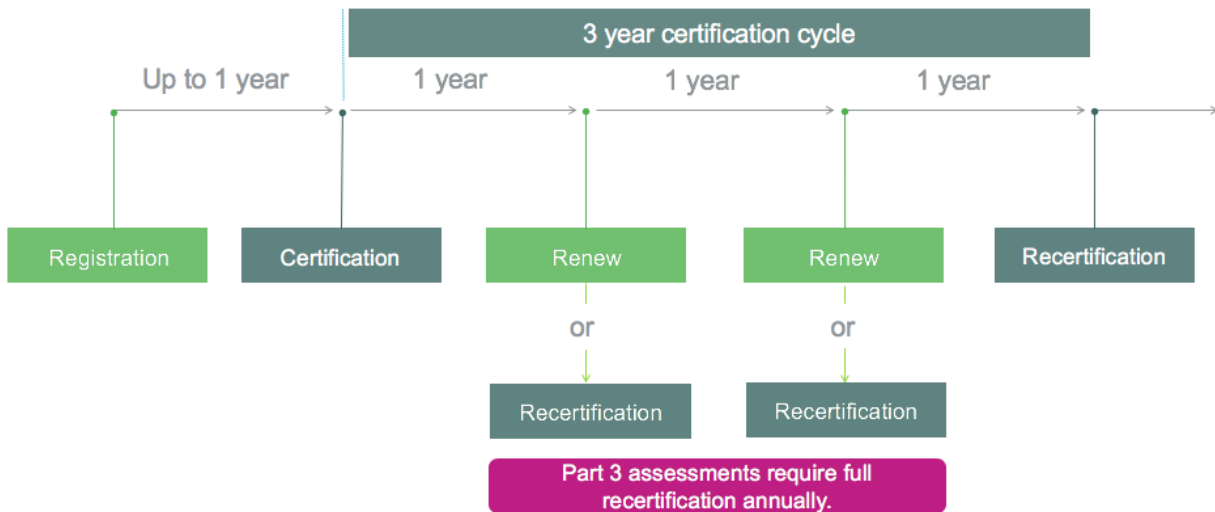 3 year certification cycle
Up to 1 year
1 year
1 year
1 year
Registration
Certification
Renew
Renew
Recertification
or
or
Recertification
Recertification
Part 3 assessments require full
recertification annually.